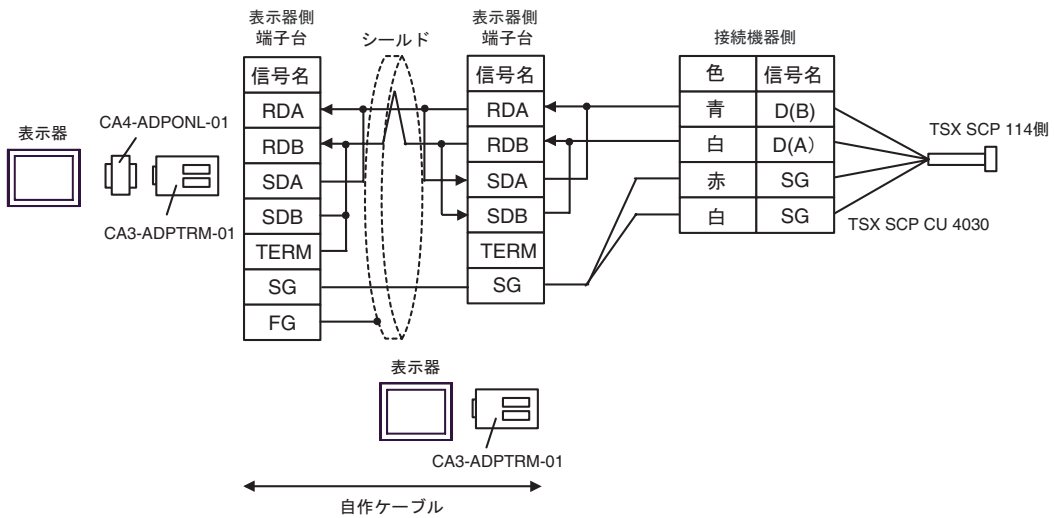 表示器側
端子台
シールド
表示器側
端子台
接続機器側
信号名
RDA
RDB
SDA
SDB
TERM
SG
FG
信号名
RDA
RDB
SDA
SDB
TERM
SG
色 信号名
青 D(B)
白 D(A)
赤 SG
白 SG
表示器
CA4-ADPONL-01
CA3-ADPTRM-01
TSX SCP 114側
TSX SCP CU 4030
表示器
CA3-ADPTRM-01
自作ケーブル